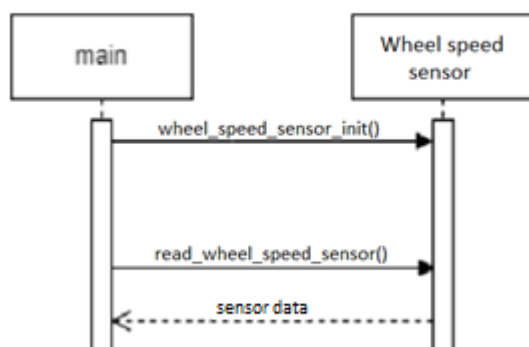 main
Wheel speed
sensor
wheel_speed_sensor_init()
read_wheel_speed_sensor()
sensor data